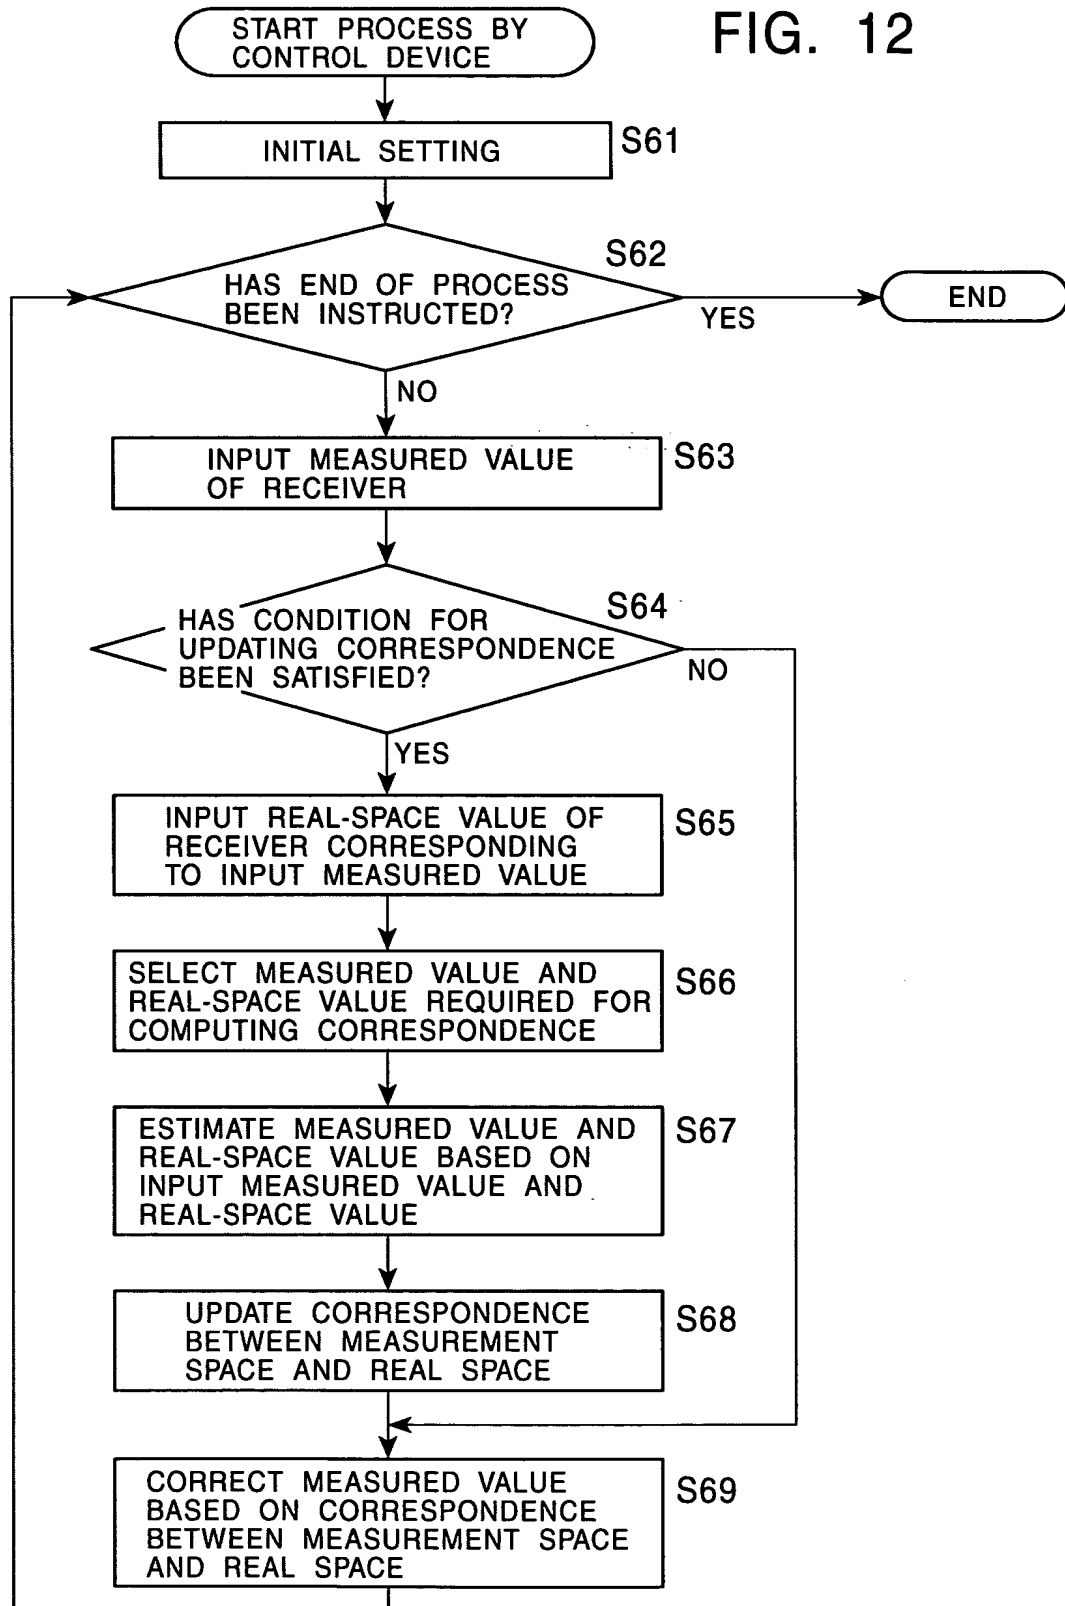 FIG. 12
START PROCESS BY
CONTROL DEVICE
INITIAL SETTING
S61
S62
HAS END OF PROCESS
BEEN INSTRUCTED?
YES
END
NO
INPUT MEASURED VALUE
OF RECEIVER
S63
S64
HAS CONDITION FOR
UPDATING CORRESPONDENCE
BEEN SATISFIED?
NO
YES
INPUT REAL-SPACE VALUE OF
RECEIVER CORRESPONDING
TO INPUT MEASURED VALUE
S65
SELECT MEASURED VALUE AND
REAL-SPACE VALUE REQUIRED FOR
COMPUTING CORRESPONDENCE
S66
ESTIMATE MEASURED VALUE AND
REAL-SPACE VALUE BASED ON
INPUT MEASURED VALUE AND
REAL-SPACE VALUE
S67
UPDATE CORRESPONDENCE
BETWEEN MEASUREMENT
SPACE AND REAL SPACE
S68
CORRECT MEASURED VALUE
BASED ON CORRESPONDENCE
BETWEEN MEASUREMENT SPACE
AND REAL SPACE
S69